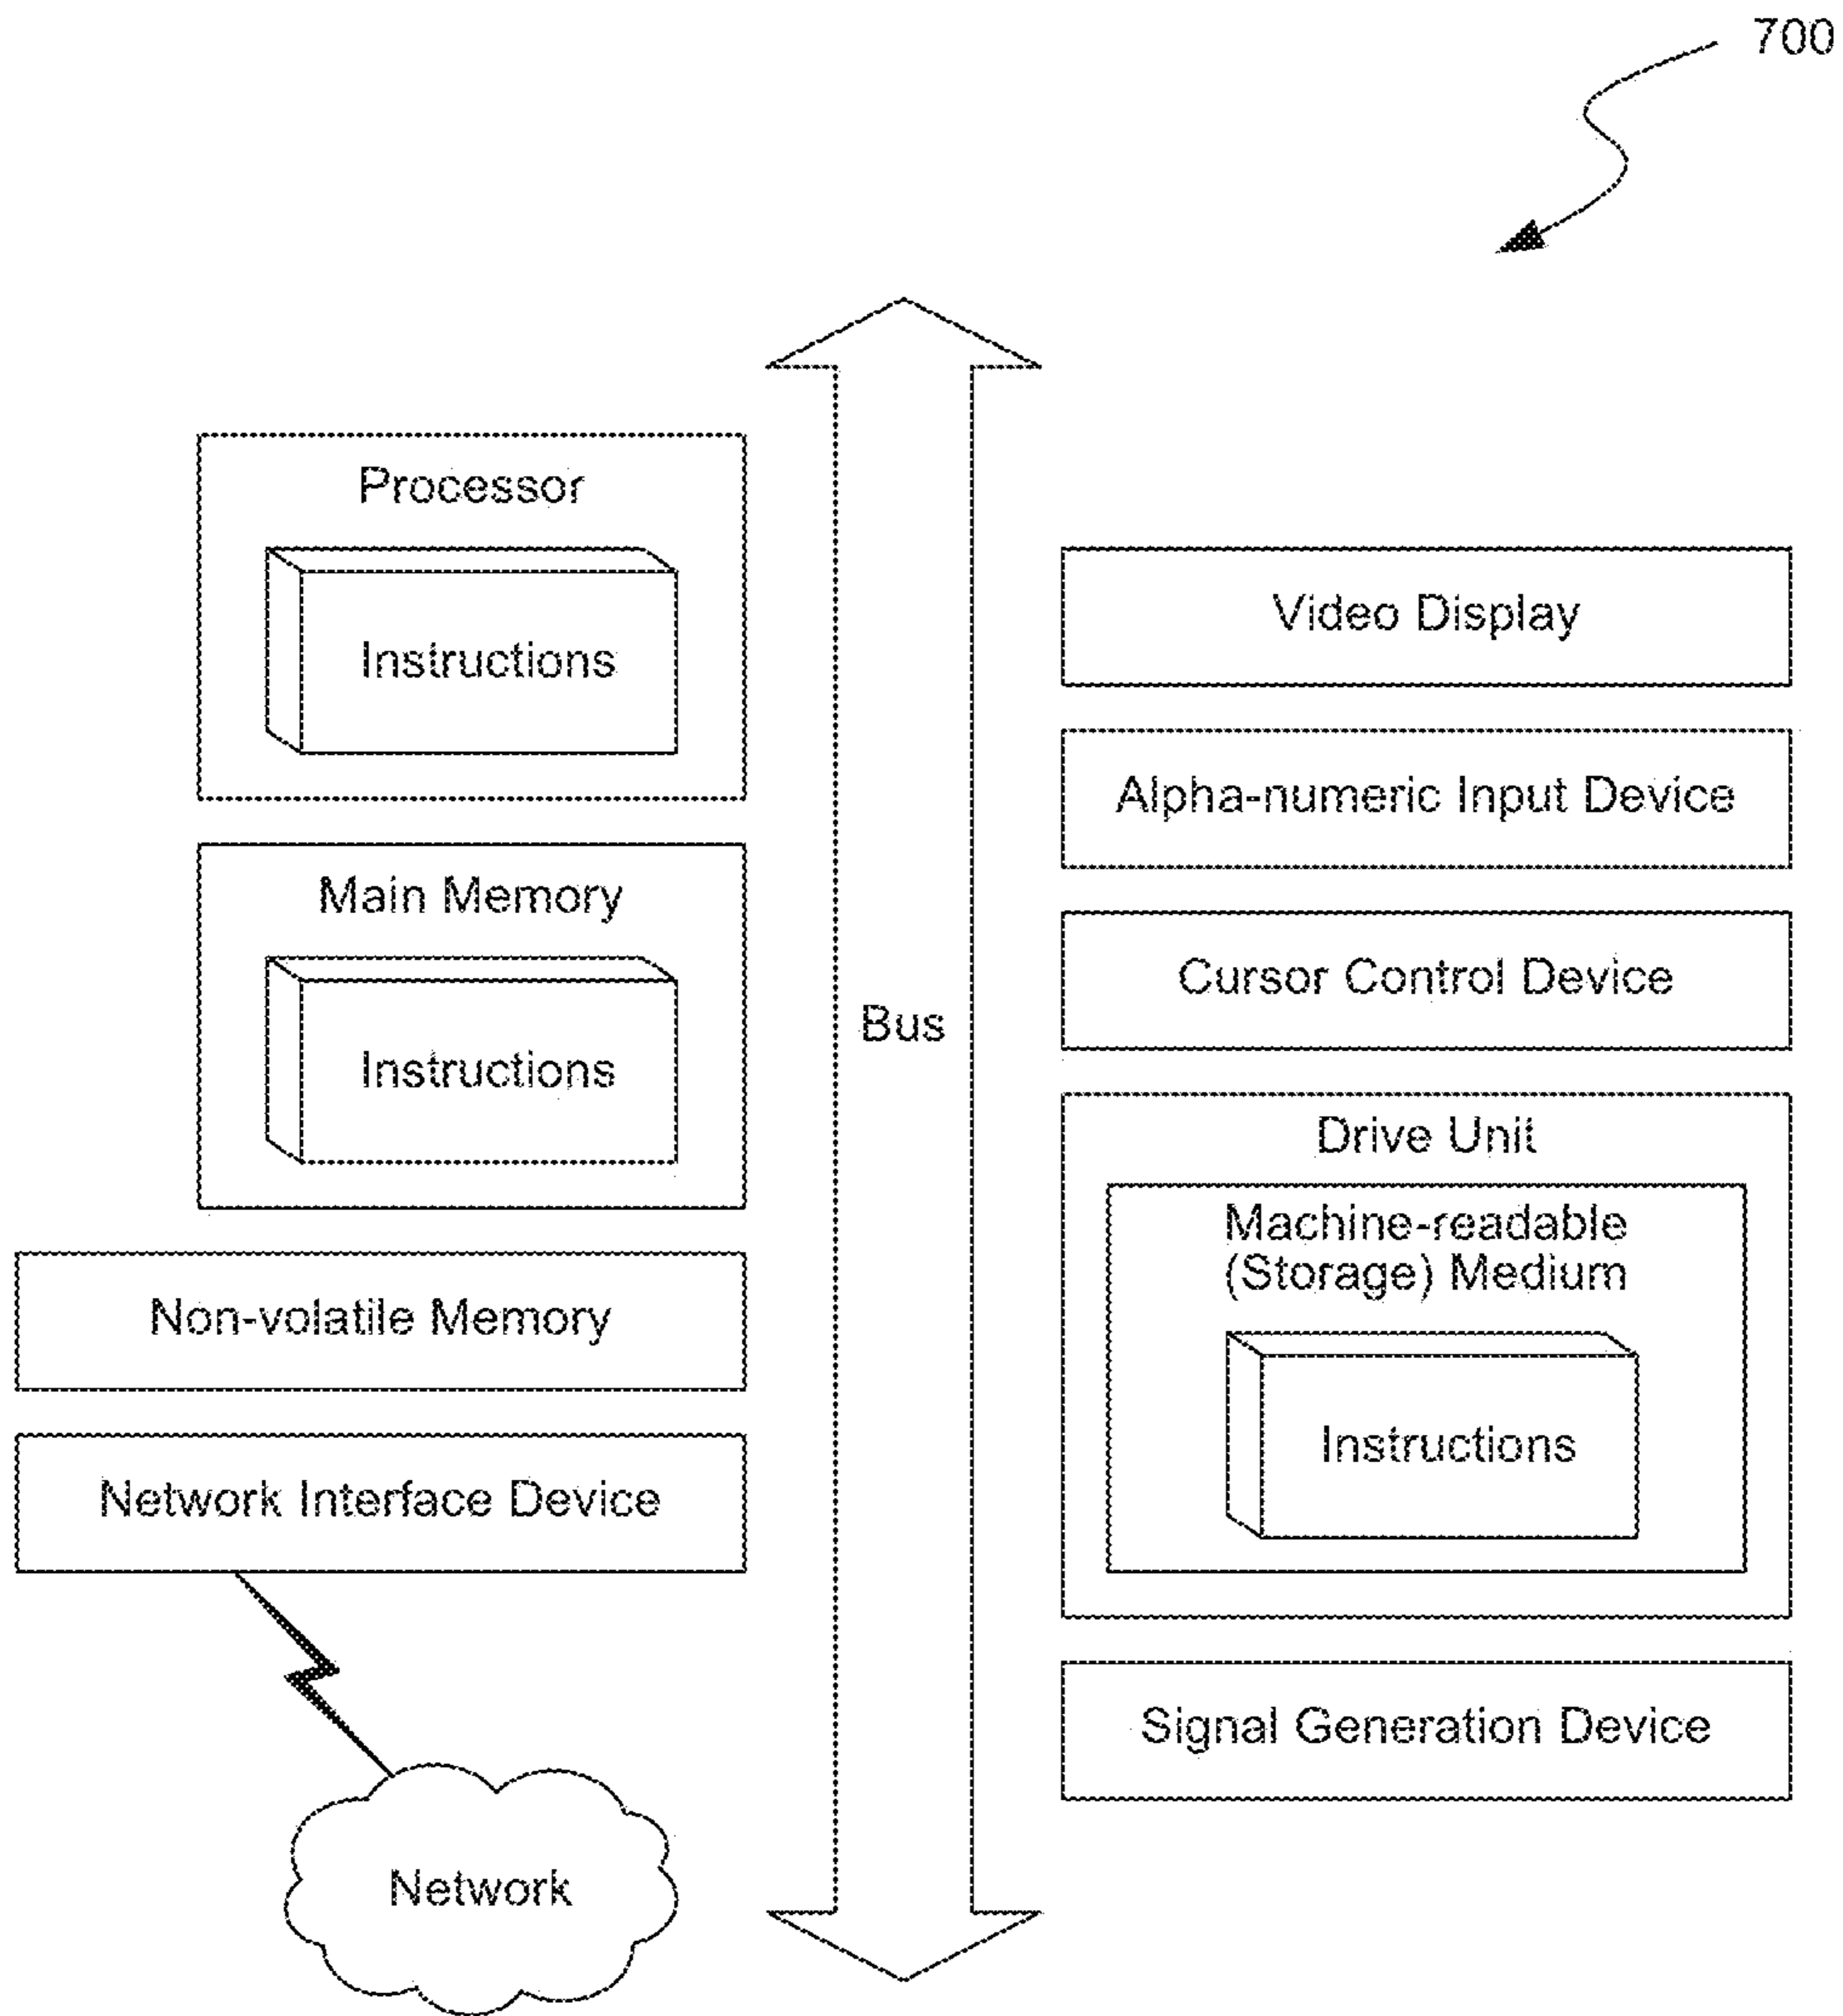 700
Processor
Instructions
Main Memory
Instructions
Non-volatile Memory
Network Interface Device
Network
Bus
Video Display
Alpha-numeric Input Device
Cursor Control Device
Drive Unit
Machine-readable
(Storage) Medium
Instructions
Signal Generation Device